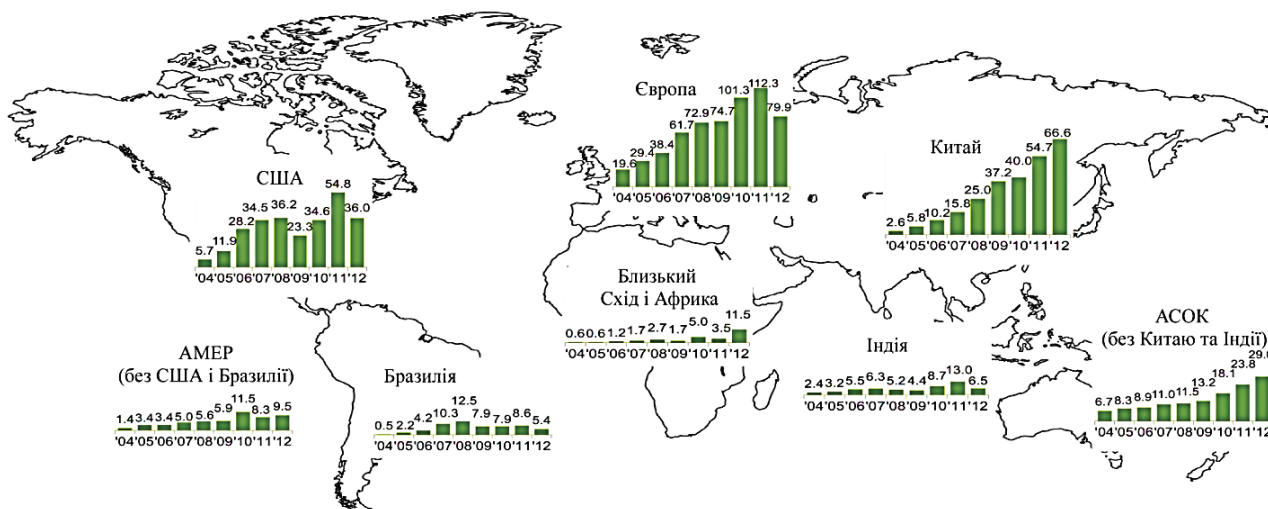 Європа
19.6 29.4 38.4 61.7 72.9 74.7 101.3 112.3 79.9
'04 '05 '06 '07 '08 '09 '10 '11 '12
Китай
2.6 5.8 10.2 15.8 25.0 37.2 40.0 54.7 66.6
'04 '05 '06 '07 '08 '09 '10 '11 '12
США
5.7 11.9 28.2 34.5 36.2 23.3 34.6 54.8 36.0
'04 '05 '06 '07 '08 '09 '10 '11 '12
Близький
Схід і Африка
0.6 0.6 1.2 1.7 2.7 1.7 5.0 3.5 11.5
'04 '05 '06 '07 '08 '09 '10 '11 '12
АМЕР
(без США і Бразилії)
1.4 3.4 3.4 5.0 5.6 5.9 11.5 8.3 9.5
'04 '05 '06 '07 '08 '09 '10 '11 '12
Бразилія
0.5 2.2 4.2 10.3 12.5 7.9 7.9 8.6 5.4
'04 '05 '06 '07 '08 '09 '10 '11 '12
Індія
2.4 3.2 5.5 6.3 5.2 4.4 8.7 13.0 6.5
'04 '05 '06 '07 '08 '09 '10 '11 '12
АСОК
(без Китаю та Індії)
6.7 8.3 8.9 11.0 11.5 13.2 18.1 23.8 29.0
'04 '05 '06 '07 '08 '09 '10 '11 '12